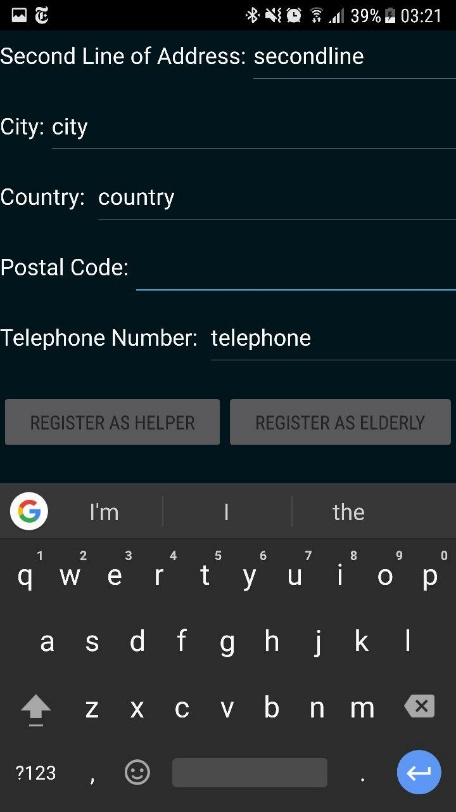 39% 03:21
Second Line of Address: secondline
City: city
Country: country
Postal Code:
Telephone Number: telephone
REGISTER AS HELPER REGISTER AS ELDERLY
G I'm I the
1 2 3 4 5 6 7 8 9 0
q w e r t y u i o p
a s d f g h j k l
z x c v b n m
?123 , .